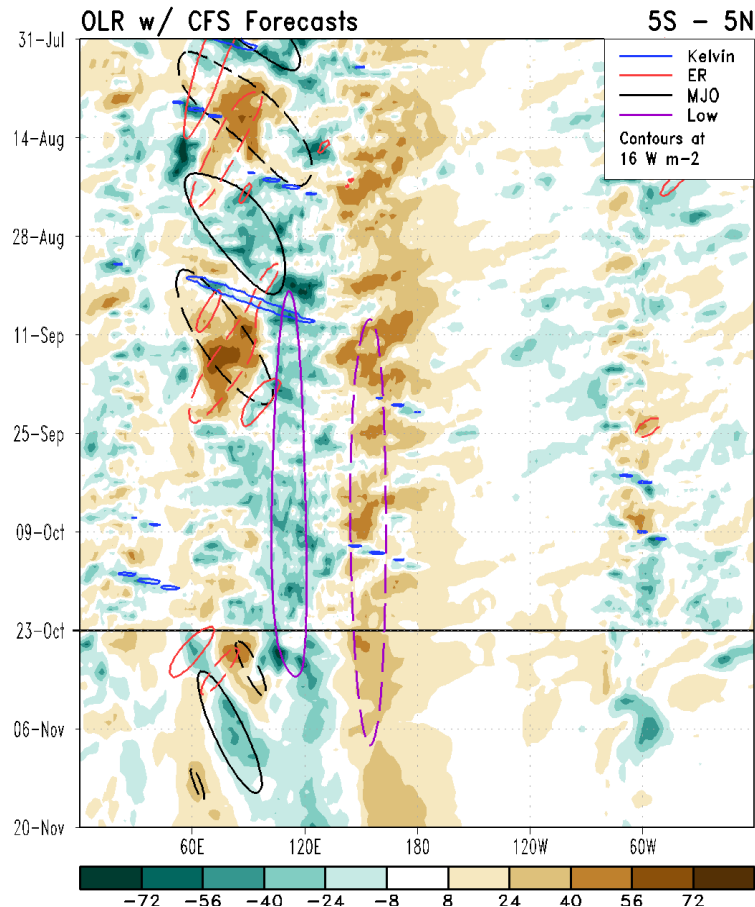 OLR w/ CFS Forecasts 5S - 5N
31-Jul
14-Aug
28-Aug
11-Sep
25-Sep
09-Oct
23-Oct
06-Nov
20-Nov
Kelvin
ER
MJO
Low
Contours at
16 W m-2
60E 120E 180 120W 60W
-72 -56 -40 -24 -8 8 24 40 56 72